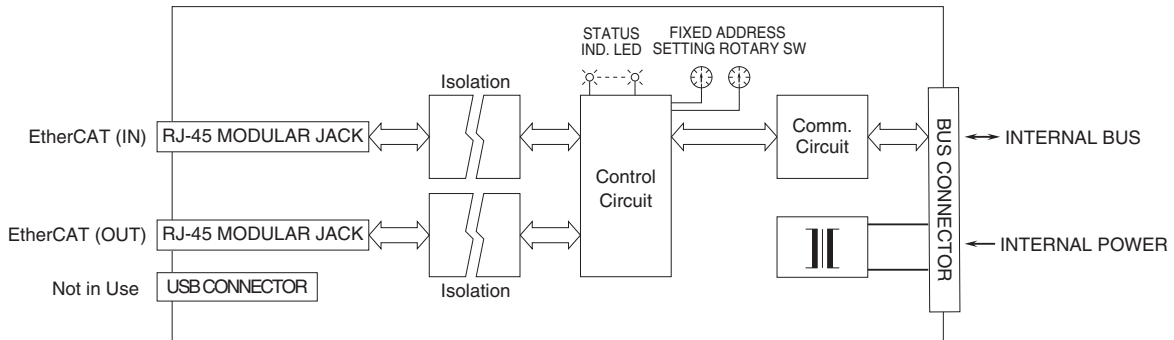 STATUS
IND. LED
FIXED ADDRESS
SETTING ROTARY SW
Isolation
EtherCAT (IN)
RJ-45 MODULAR JACK
Control
Circuit
Comm.
Circuit
BUS CONNECTOR
INTERNAL BUS
EtherCAT (OUT)
RJ-45 MODULAR JACK
INTERNAL POWER
Not in Use
USB CONNECTOR
Isolation